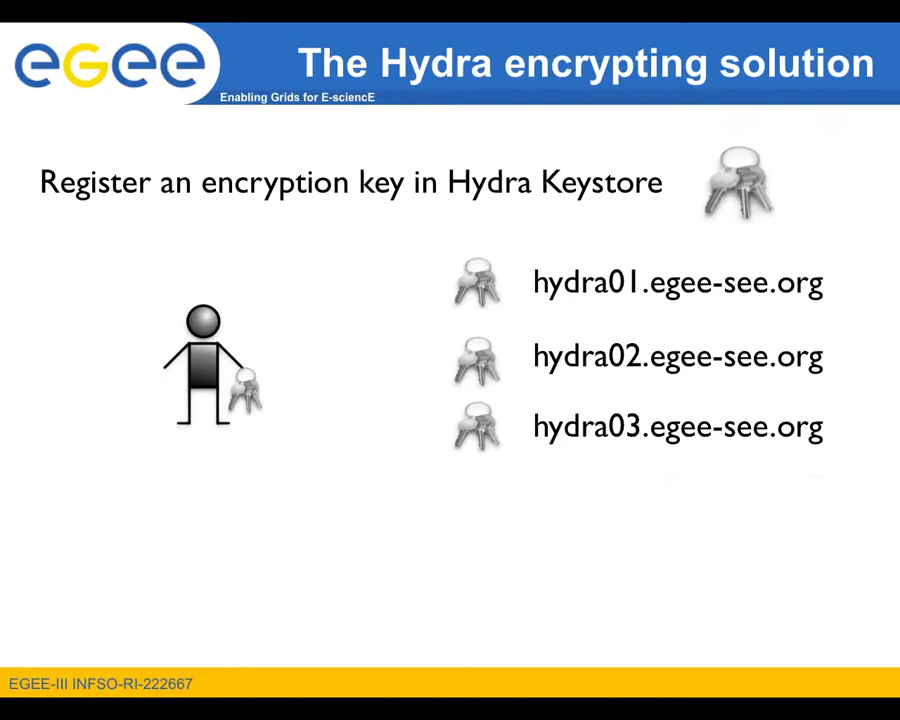 egee
The Hydra encrypting solution
Enabling Grids for E-sciencE
Register an encryption key in Hydra Keystore
hydra01.egee-see.org
hydra02.egee-see.org
hydra03.egee-see.org
EGEE-III INFSO-RI-222667